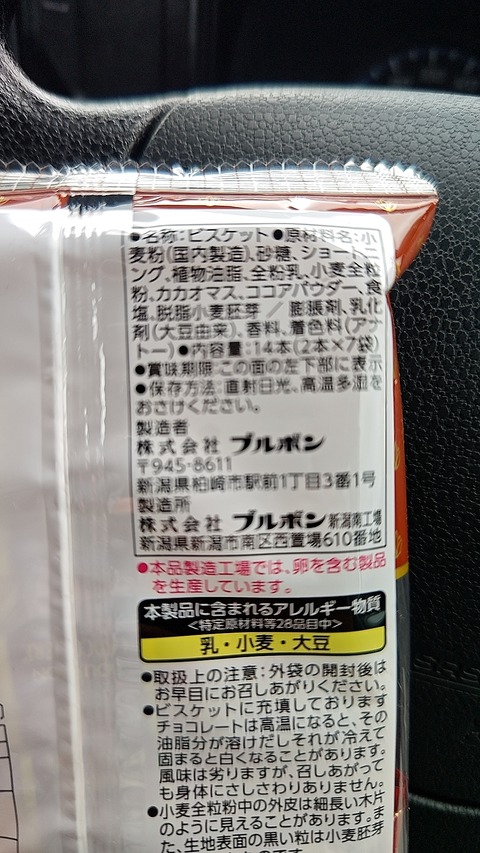 ●名称:ビスケット●原材料名:小
麦粉(国内製造)、砂糖、ショートニ
ング、植物油脂、全粉乳、小麦全粒
粉、カカオマス、ココアパウダー、食
塩、脱脂小麦胚芽 / 膨脹剤、乳化
剤(大豆由来)、香料、着色料(アナ
トー)●内容量:14本(2本×7袋)
●賞味期限:この面の左下部に表示
●保存方法:直射日光、高温多湿を
おさけください。
製造者
株式会社 ブルボン
〒945-8611
新潟県柏崎市駅前1丁目3番1号
製造所
株式会社 ブルボン 新潟南工場
新潟県新潟市南区西萱場610番地
●本品製造工場では、卵を含む製品
を生産しています。
本製品に含まれるアレルギー物質
<特定原材料等28品目中>
乳・小麦・大豆
●取扱上の注意:外袋の開封後は
お早目にお召しあがりください。
●ビスケットに充填しております
チョコレートは高温になると、その
油脂分が溶けだしそれが冷えて
固まると白くなることがあります。
風味は劣りますが、召しあがって
も身体にさしさわりありません。
●小麦全粒粉中の外皮は細長い木片
のように見えることがあります。ま
た、生地表面の黒い粒は小麦胚芽